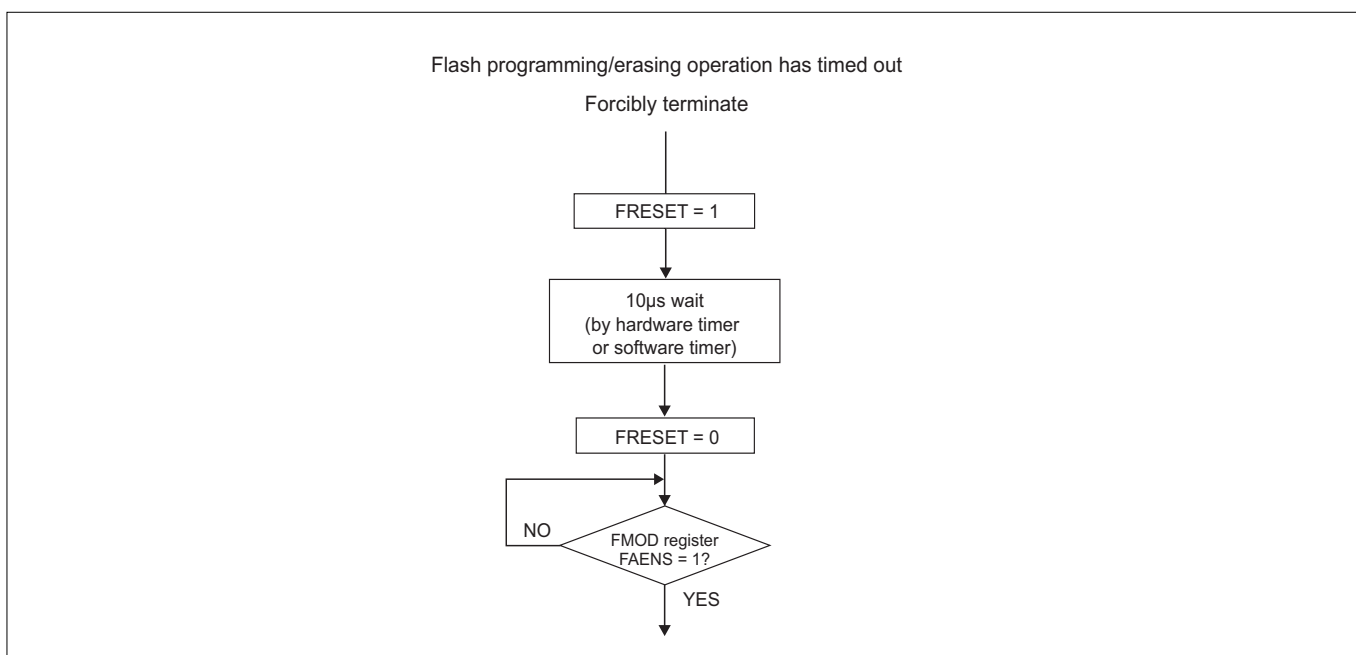 Flash programming/erasing operation has timed out
Forcibly terminate
FRESET = 1
10µs wait
(by hardware timer
or software timer)
FRESET = 0
NO
FMOD register
FAENS = 1?
YES